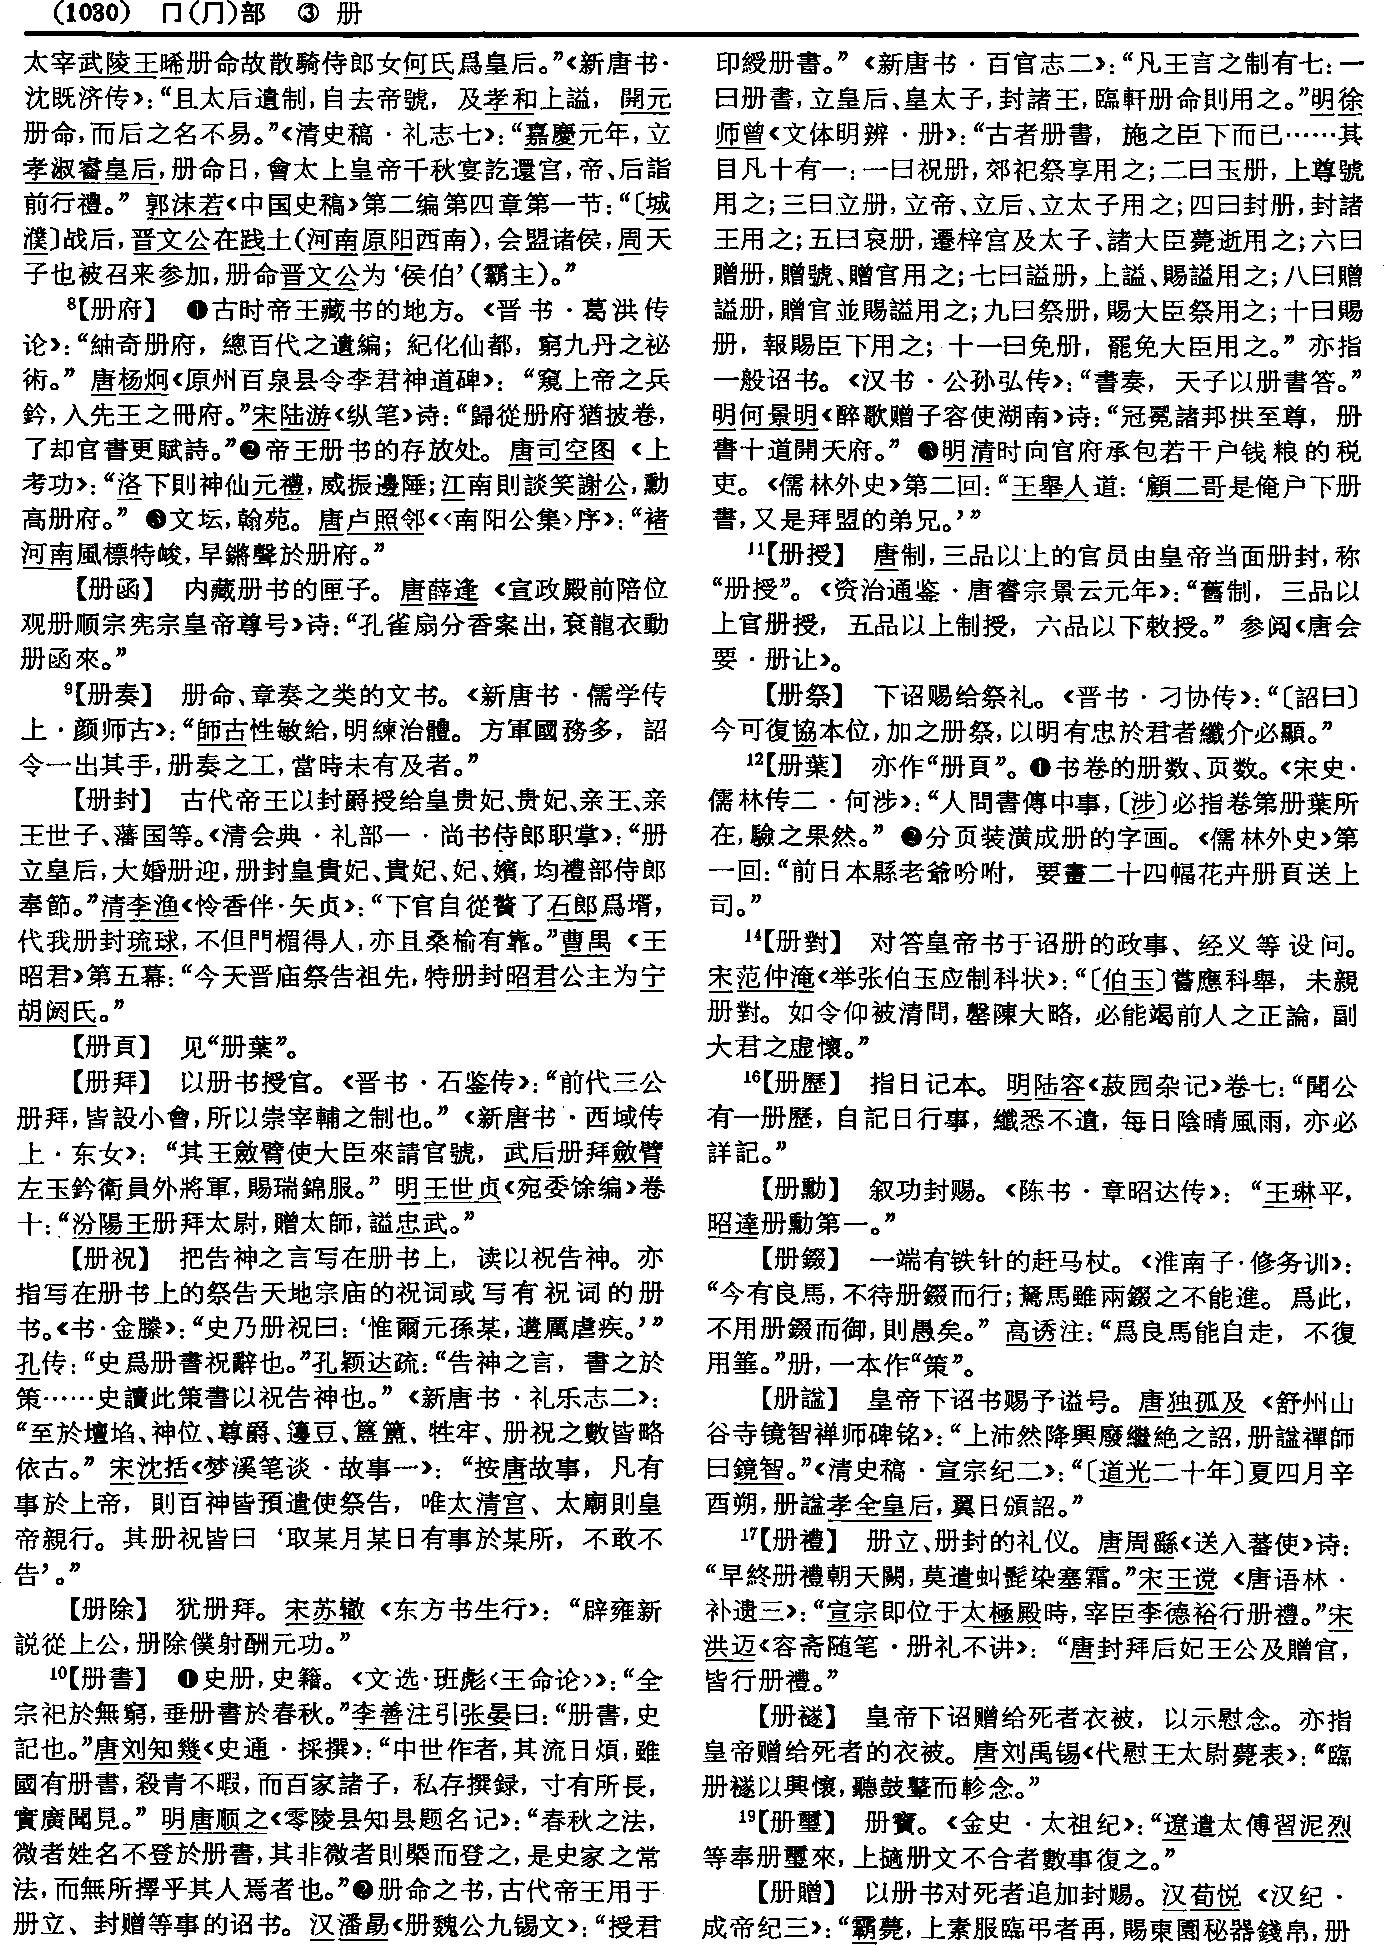 (1030) 冂(⺆)部 ③ 册
太宰武陵王晞册命故散騎侍郎女何氏爲皇后。”《新唐书·
沈既济传》：“且太后遺制，自去帝號，及孝和上謚，開元
册命，而后之名不易。”《清史稿·礼志七》：“嘉慶元年，立
孝淑睿皇后，册命日，會太上皇帝千秋宴訖還宫，帝、后詣
前行禮。”郭沫若《中国史稿》第二编第四章第一节：“〔城
濮〕战后，晋文公在践土（河南原阳西南），会盟诸侯，周天
子也被召来参加，册命晋文公为‘侯伯’（霸主）。”
⁸【册府】 ❶古时帝王藏书的地方。《晋书·葛洪传
论》：“紬奇册府，總百代之遺編；紀化仙都，窮九丹之祕
術。”唐杨炯《原州百泉县令李君神道碑》：“窺上帝之兵
鈐，入先王之冊府。”宋陆游《纵笔》诗：“歸從册府猶披卷，
了却官書更賦詩。”❷帝王册书的存放处。唐司空图《上
考功》：“洛下則神仙元禮，威振邊陲；江南則談笑謝公，勳
高册府。”❸文坛，翰苑。唐卢照邻《〈南阳公集〉序》：“褚
河南風標特峻，早鏘聲於册府。”
【册函】 内藏册书的匣子。唐薛逢《宣政殿前陪位
观册顺宗宪宗皇帝尊号》诗：“孔雀扇分香案出，衮龍衣動
册函來。”
⁹【册奏】 册命、章奏之类的文书。《新唐书·儒学传
上·颜师古》：“師古性敏給，明練治體。方軍國務多，詔
令一出其手，册奏之工，當時未有及者。”
【册封】 古代帝王以封爵授给皇贵妃、贵妃、亲王、亲
王世子、藩国等。《清会典·礼部一·尚书侍郎职掌》：“册
立皇后，大婚册迎，册封皇貴妃、貴妃、妃、嬪，均禮部侍郎
奉節。”清李渔《怜香伴·矢贞》：“下官自從贅了石郎爲壻，
代我册封琉球，不但門楣得人，亦且桑榆有靠。”曹禺《王
昭君》第五幕：“今天晋庙祭告祖先，特册封昭君公主为宁
胡阏氏。”
【册頁】 见“册葉”。
【册拜】 以册书授官。《晋书·石鉴传》：“前代三公
册拜，皆設小會，所以崇宰輔之制也。”《新唐书·西域传
上·东女》：“其王斂臂使大臣來請官號，武后册拜斂臂
左玉鈐衛員外將軍，賜瑞錦服。”明王世贞《宛委馀编》卷
十：“汾陽王册拜太尉，贈太師，謚忠武。”
【册祝】 把告神之言写在册书上，读以祝告神。亦
指写在册书上的祭告天地宗庙的祝词或写有祝词的册
书。《书·金滕》：“史乃册祝曰：‘惟爾元孫某，遘厲虐疾。’”
孔传：“史爲册書祝辭也。”孔颖达疏：“告神之言，書之於
策……史讀此策書以祝告神也。”《新唐书·礼乐志二》：
“至於壇埳、神位、尊爵、籩豆、簋簠、牲牢、册祝之數皆略
依古。”宋沈括《梦溪笔谈·故事一》：“按唐故事，凡有
事於上帝，則百神皆預遣使祭告，唯太清宫、太廟則皇
帝親行。其册祝皆曰‘取某月某日有事於某所，不敢不
告’。”
【册除】 犹册拜。宋苏辙《东方书生行》：“辟雍新
説從上公，册除僕射酬元功。”
¹⁰【册書】 ❶史册，史籍。《文选·班彪〈王命论〉》：“全
宗祀於無窮，垂册書於春秋。”李善注引张晏曰：“册書，史
記也。”唐刘知幾《史通·採撰》：“中世作者，其流日煩，雖
國有册書，殺青不暇，而百家諸子，私存撰録，寸有所長，
實廣聞見。”明唐顺之《零陵县知县题名记》：“春秋之法，
微者姓名不登於册書，其非微者則槩而登之，是史家之常
法，而無所擇乎其人焉者也。”❷册命之书，古代帝王用于
册立、封赠等事的诏书。汉潘勗《册魏公九锡文》：“授君
印綬册書。”《新唐书·百官志二》：“凡王言之制有七：一
曰册書，立皇后、皇太子，封諸王，臨軒册命則用之。”明徐
师曾《文体明辨·册》：“古者册書，施之臣下而已……其
目凡十有一：一曰祝册，郊祀祭享用之；二曰玉册，上尊號
用之；三曰立册，立帝、立后、立太子用之；四曰封册，封諸
王用之；五曰哀册，遷梓宫及太子、諸大臣薨逝用之；六曰
贈册，贈號、贈官用之；七曰謚册，上謚、賜謚用之；八曰贈
謚册，贈官並賜謚用之；九曰祭册，賜大臣祭用之；十曰賜
册，報賜臣下用之；十一曰免册，罷免大臣用之。”亦指
一般诏书。《汉书·公孙弘传》：“書奏，天子以册書答。”
明何景明《醉歌赠子容使湖南》诗：“冠冕諸邦拱至尊，册
書十道開天府。”❸明清时向官府承包若干户钱粮的税
吏。《儒林外史》第二回：“王舉人道：‘顧二哥是俺户下册
書，又是拜盟的弟兄。’”
¹¹【册授】 唐制，三品以上的官员由皇帝当面册封，称
“册授”。《资治通鉴·唐睿宗景云元年》：“舊制，三品以
上官册授，五品以上制授，六品以下敕授。”参阅《唐会
要·册让》。
【册祭】 下诏赐给祭礼。《晋书·刁协传》：“〔詔曰〕
今可復協本位，加之册祭，以明有忠於君者纖介必顯。”
¹²【册葉】 亦作“册頁”。❶书卷的册数、页数。《宋史·
儒林传二·何涉》：“人問書傳中事，〔涉〕必指卷第册葉所
在，驗之果然。”❷分页装潢成册的字画。《儒林外史》第
一回：“前日本縣老爺吩咐，要畫二十四幅花卉册頁送上
司。”
¹⁴【册對】 对答皇帝书于诏册的政事、经义等设问。
宋范仲淹《举张伯玉应制科状》：“〔伯玉〕嘗應科舉，未親
册對。如令仰被清問，罄陳大略，必能竭前人之正論，副
大君之虚懷。”
¹⁶【册歷】 指日记本。明陆容《菽园杂记》卷七：“聞公
有一册歷，自記日行事，纖悉不遺，每日陰晴風雨，亦必
詳記。”
【册勳】 叙功封赐。《陈书·章昭达传》：“王琳平，
昭達册勳第一。”
【册錣】 一端有铁针的赶马杖。《淮南子·修务训》：
“今有良馬，不待册錣而行；駑馬雖兩錣之不能進。爲此，
不用册錣而御，則愚矣。”高诱注：“爲良馬能自走，不復
用箠。”册，一本作“策”。
【册謚】 皇帝下诏书赐予谥号。唐独孤及《舒州山
谷寺镜智禅师碑铭》：“上沛然降興廢繼絶之詔，册謚禪師
曰鏡智。”《清史稿·宣宗纪二》：“〔道光二十年〕夏四月辛
酉朔，册謚孝全皇后，翼日頒詔。”
¹⁷【册禮】 册立、册封的礼仪。唐周繇《送入蕃使》诗：
“早終册禮朝天闕，莫遣虯髭染塞霜。”宋王谠《唐语林·
补遗三》：“宣宗即位于太極殿時，宰臣李德裕行册禮。”宋
洪迈《容斋随笔·册礼不讲》：“唐封拜后妃王公及贈官，
皆行册禮。”
【册襚】 皇帝下诏赠给死者衣被，以示慰念。亦指
皇帝赠给死者的衣被。唐刘禹锡《代慰王太尉薨表》：“臨
册襚以興懷，聽鼓鼙而軫念。”
¹⁹【册璽】 册寶。《金史·太祖纪》：“遼遣太傅習泥烈
等奉册璽來，上擿册文不合者數事復之。”
【册贈】 以册书对死者追加封赐。汉荀悦《汉纪·
成帝纪三》：“霸薨，上素服臨弔者再，賜東園秘器錢帛，册